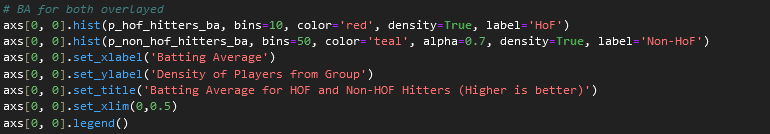 # BA for both overlayed
axs[0, 0].hist(p_hof_hitters_ba, bins=10, color='red', density=True, label='HoF')
axs[0, 0].hist(p_non_hof_hitters_ba, bins=50, color='teal', alpha=0.7, density=True, label='Non-HoF')
axs[0, 0].set_xlabel('Batting Average')
axs[0, 0].set_ylabel('Density of Players from Group')
axs[0, 0].set_title('Batting Average for HOF and Non-HOF Hitters (Higher is better)')
axs[0, 0].set_xlim(0,0.5)
axs[0, 0].legend()